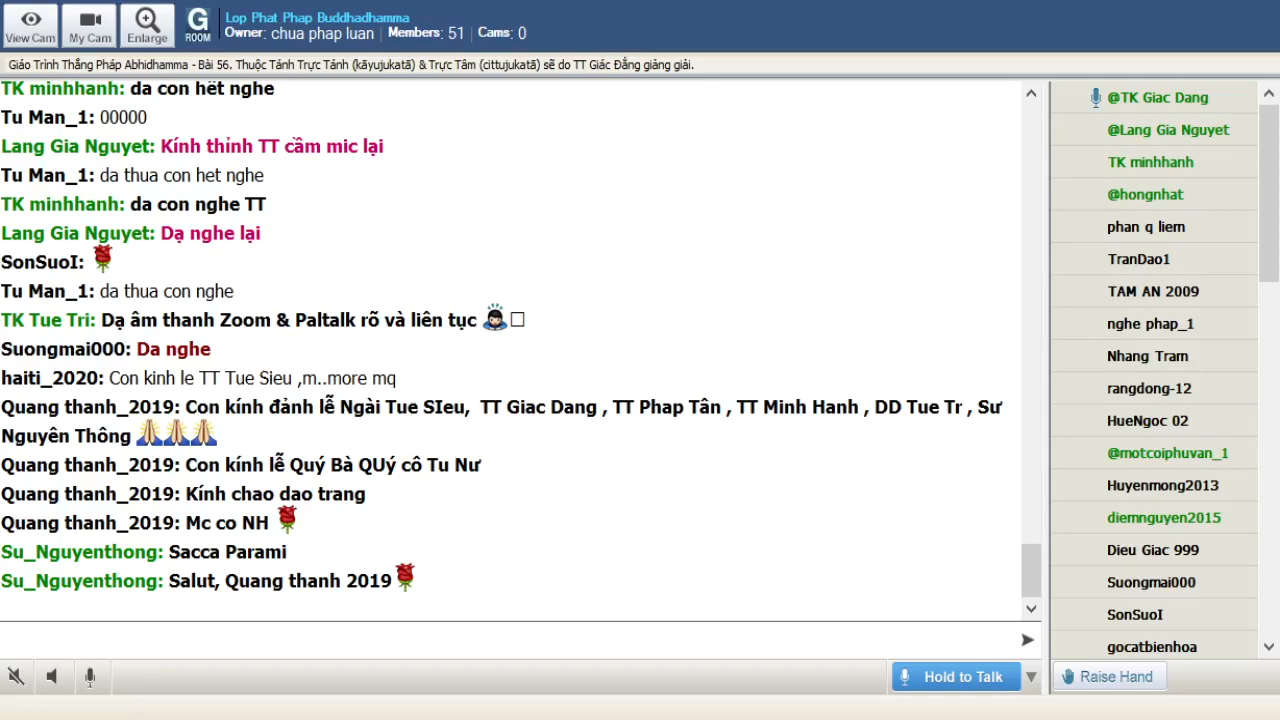 View Cam
My Cam
Enlarge
G
ROOM
Lop Phat Phap Buddhadhamma
Owner: chua phap luan | Members: 51 | Cams: 0
Giáo Trình Thắng Pháp Abhidhamma - Bài 56. Thuộc Tánh Trực Tánh (kāyujukatā) & Trực Tâm (cittujukatā) sẽ do TT Giác Đẳng giảng giải.
TK minhhanh: da con hết nghe
Tu Man_1: 00000
Lang Gia Nguyet: Kính thỉnh TT cầm mic lại
Tu Man_1: da thua con het nghe
TK minhhanh: da con nghe TT
Lang Gia Nguyet: Dạ nghe lại
SonSuoI:
Tu Man_1: da thua con nghe
TK Tue Tri: Dạ âm thanh Zoom & Paltalk rõ và liên tục
Suongmai000: Da nghe
haiti_2020: Con kinh le TT Tue Sieu ,m..more mq
Quang thanh_2019: Con kính đảnh lễ Ngài Tue SIeu,  TT Giac Dang , TT Phap Tân , TT Minh Hanh , DD Tue Tr , Sư
Nguyên Thông
Quang thanh_2019: Con kính lễ Quý Bà QUý cô Tu Nư
Quang thanh_2019: Kính chao dao trang
Quang thanh_2019: Mc co NH
Su_Nguyenthong: Sacca Parami
Su_Nguyenthong: Salut, Quang thanh 2019
@TK Giac Dang
@Lang Gia Nguyet
TK minhhanh
@hongnhat
phan q liem
TranDao1
TAM AN 2009
nghe phap_1
Nhang Tram
rangdong-12
HueNgoc 02
@motcoiphuvan_1
Huyenmong2013
diemnguyen2015
Dieu Giac 999
Suongmai000
SonSuoI
gocatbienhoa
Hold to Talk
Raise Hand